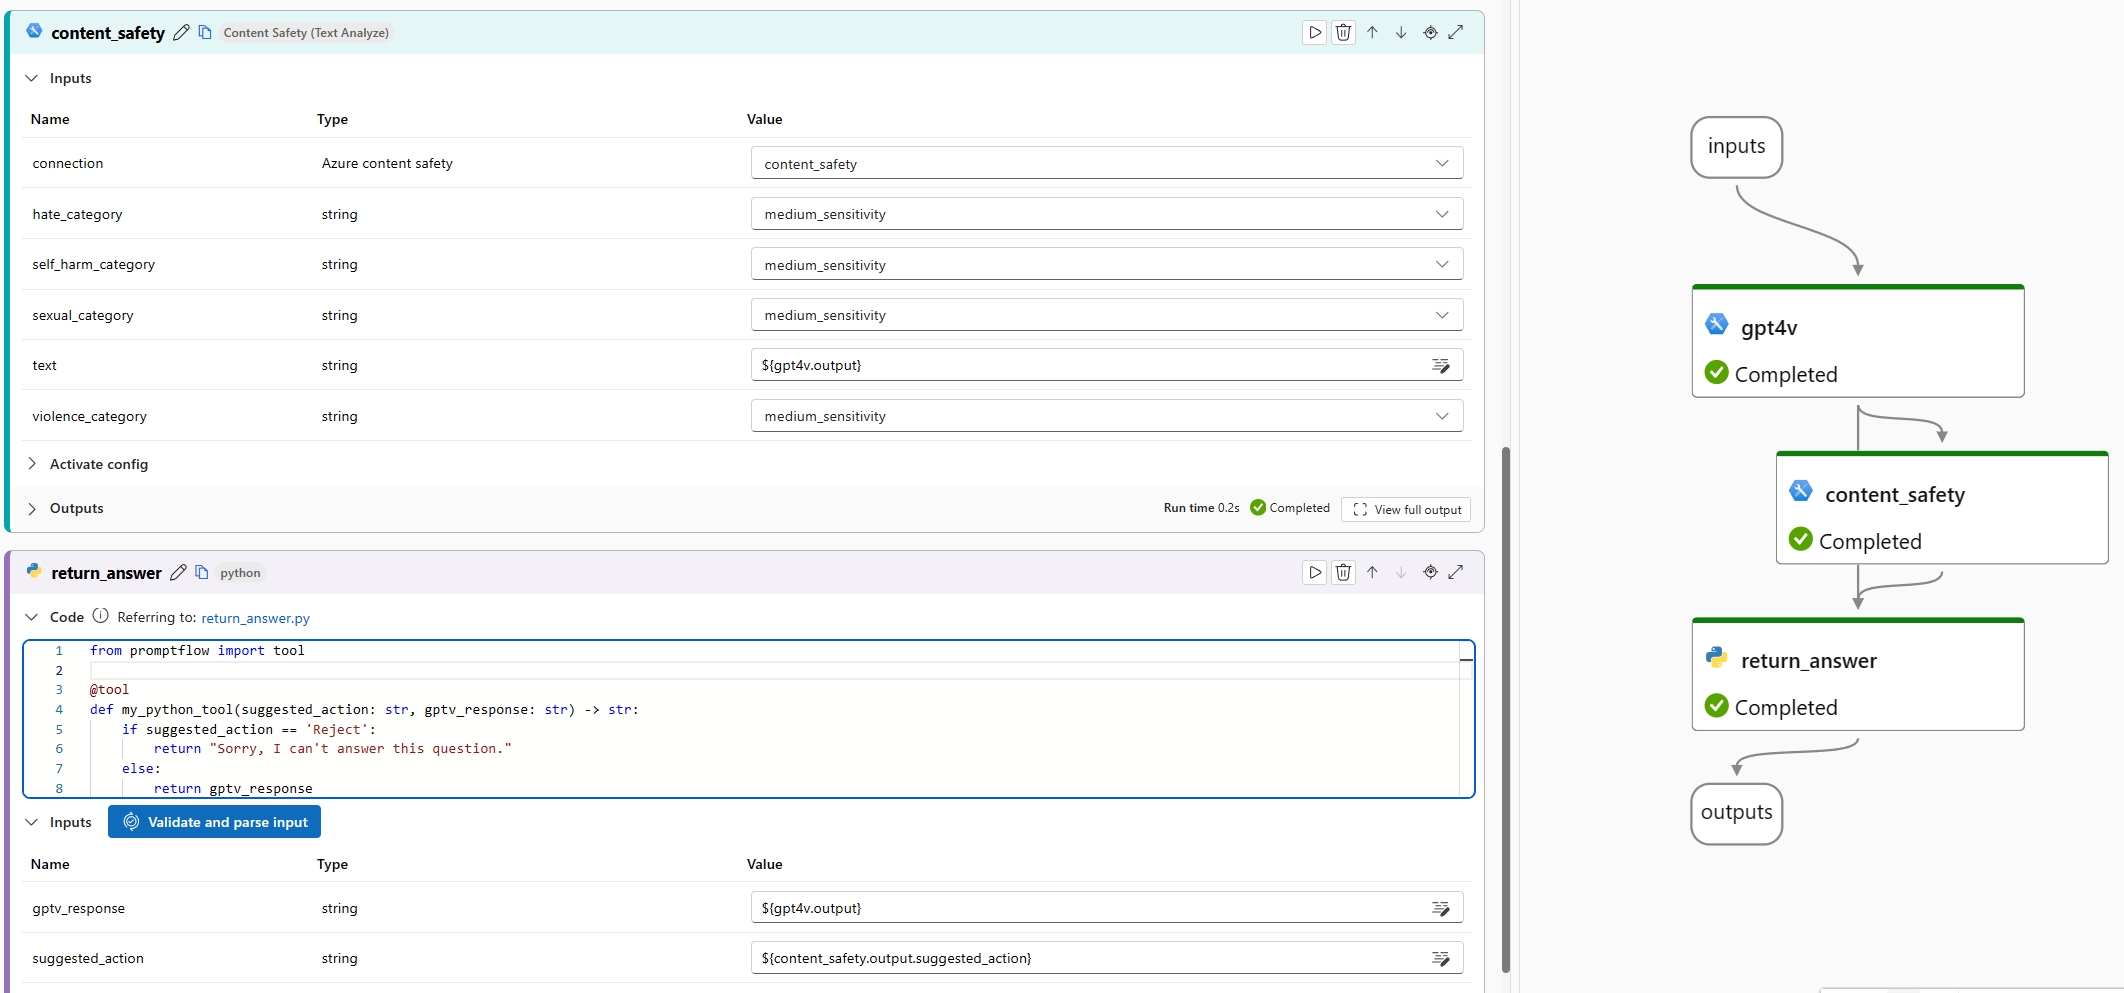 content_safety Content Safety (Text Analyze)
Inputs
Name Type Value
connection Azure content safety content_safety
hate_category string medium_sensitivity
self_harm_category string medium_sensitivity
sexual_category string medium_sensitivity
text string ${gpt4v.output}
violence_category string medium_sensitivity
Activate config
Outputs Run time 0.2s Completed View full output
return_answer python
Code Referring to: return_answer.py
1 from promptflow import tool
2
3 @tool
4 def my_python_tool(suggested_action: str, gptv_response: str) -> str:
5 if suggested_action == 'Reject':
6 return "Sorry, I can't answer this question."
7 else:
8 return gptv_response
Inputs Validate and parse input
Name Type Value
gptv_response string ${gpt4v.output}
suggested_action string ${content_safety.output.suggested_action}
inputs
gpt4v
Completed
content_safety
Completed
return_answer
Completed
outputs